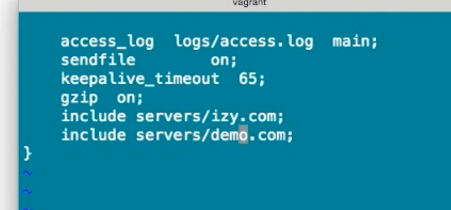 vagrant
access_log  logs/access.log  main;
sendfile        on;
keepalive_timeout  65;
gzip  on;
include servers/izy.com;
include servers/demo.com;
}
~
~
~